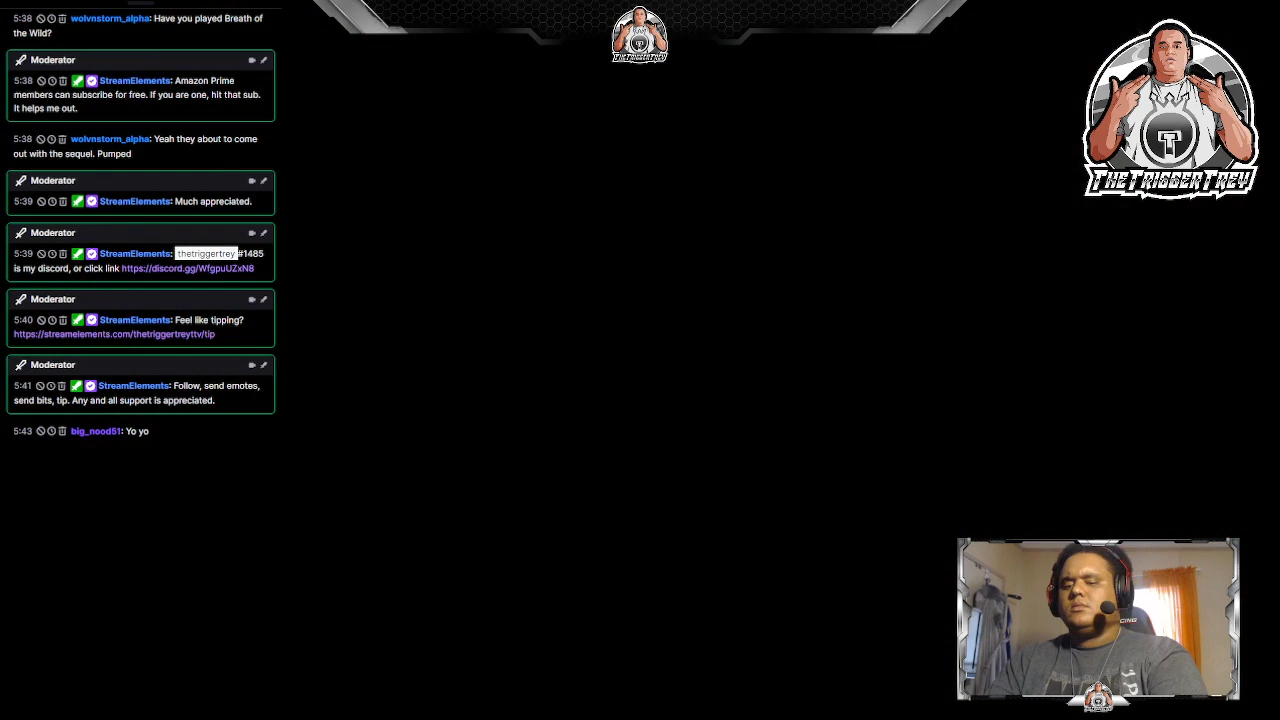 5:38 wolvnstorm_alpha: Have you played Breath of
the Wild?
Moderator
5:38 StreamElements: Amazon Prime
members can subscribe for free. If you are one, hit that sub.
It helps me out.
5:38 wolvnstorm_alpha: Yeah they about to come
out with the sequel. Pumped
Moderator
5:39 StreamElements: Much appreciated.
Moderator
5:39 StreamElements: thetriggertrey #1485
is my discord, or click link https://discord.gg/WfgpuUZxN8
Moderator
5:40 StreamElements: Feel like tipping?
https://streamelements.com/thetriggertreyttv/tip
Moderator
5:41 StreamElements: Follow, send emotes,
send bits, tip. Any and all support is appreciated.
5:43 big_nood51: Yo yo
THETRIGGERTREY
T
THETRIGGERTREY
CING